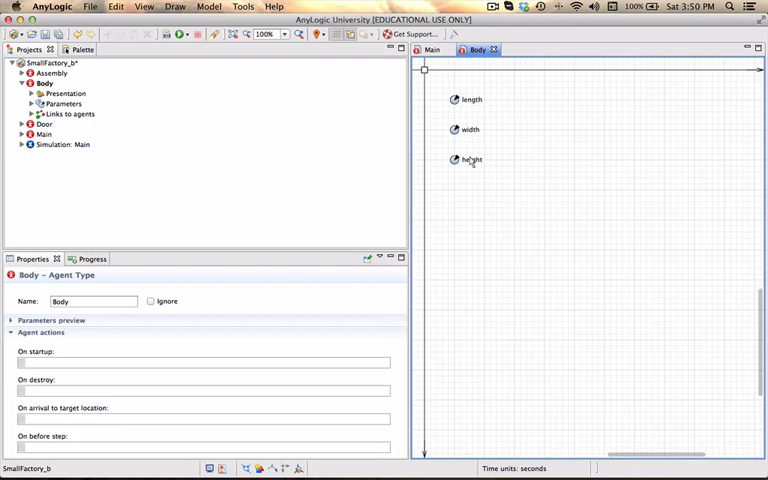 AnyLogic File Edit View Draw Model Tools Help 100% Sat 3:50 PM
AnyLogic University [EDUCATIONAL USE ONLY]
100% Get Support...
Projects Palette
Main Body
SmallFactory_b*
Assembly
Body
Presentation
Parameters
Links to agents
Door
Main
Simulation: Main
length
width
height
Properties Progress
Body - Agent Type
Name: Body Ignore
Parameters preview
Agent actions
On startup:
On destroy:
On arrival to target location:
On before step:
SmallFactory_b Time units: seconds